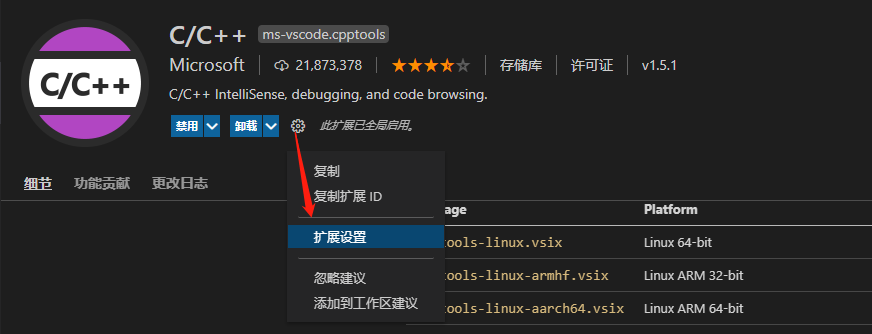 C/C++ ms-vscode.cpptools
C/C++
Microsoft 21,873,378 存储库 许可证 v1.5.1
C/C++ IntelliSense, debugging, and code browsing.
禁用 卸载 此扩展已全局启用。
复制
细节 功能贡献 更改日志
复制扩展 ID
age Platform
扩展设置
tools-linux.vsix Linux 64-bit
忽略建议
tools-linux-armhf.vsix Linux ARM 32-bit
添加到工作区建议
tools-linux-aarch64.vsix Linux ARM 64-bit